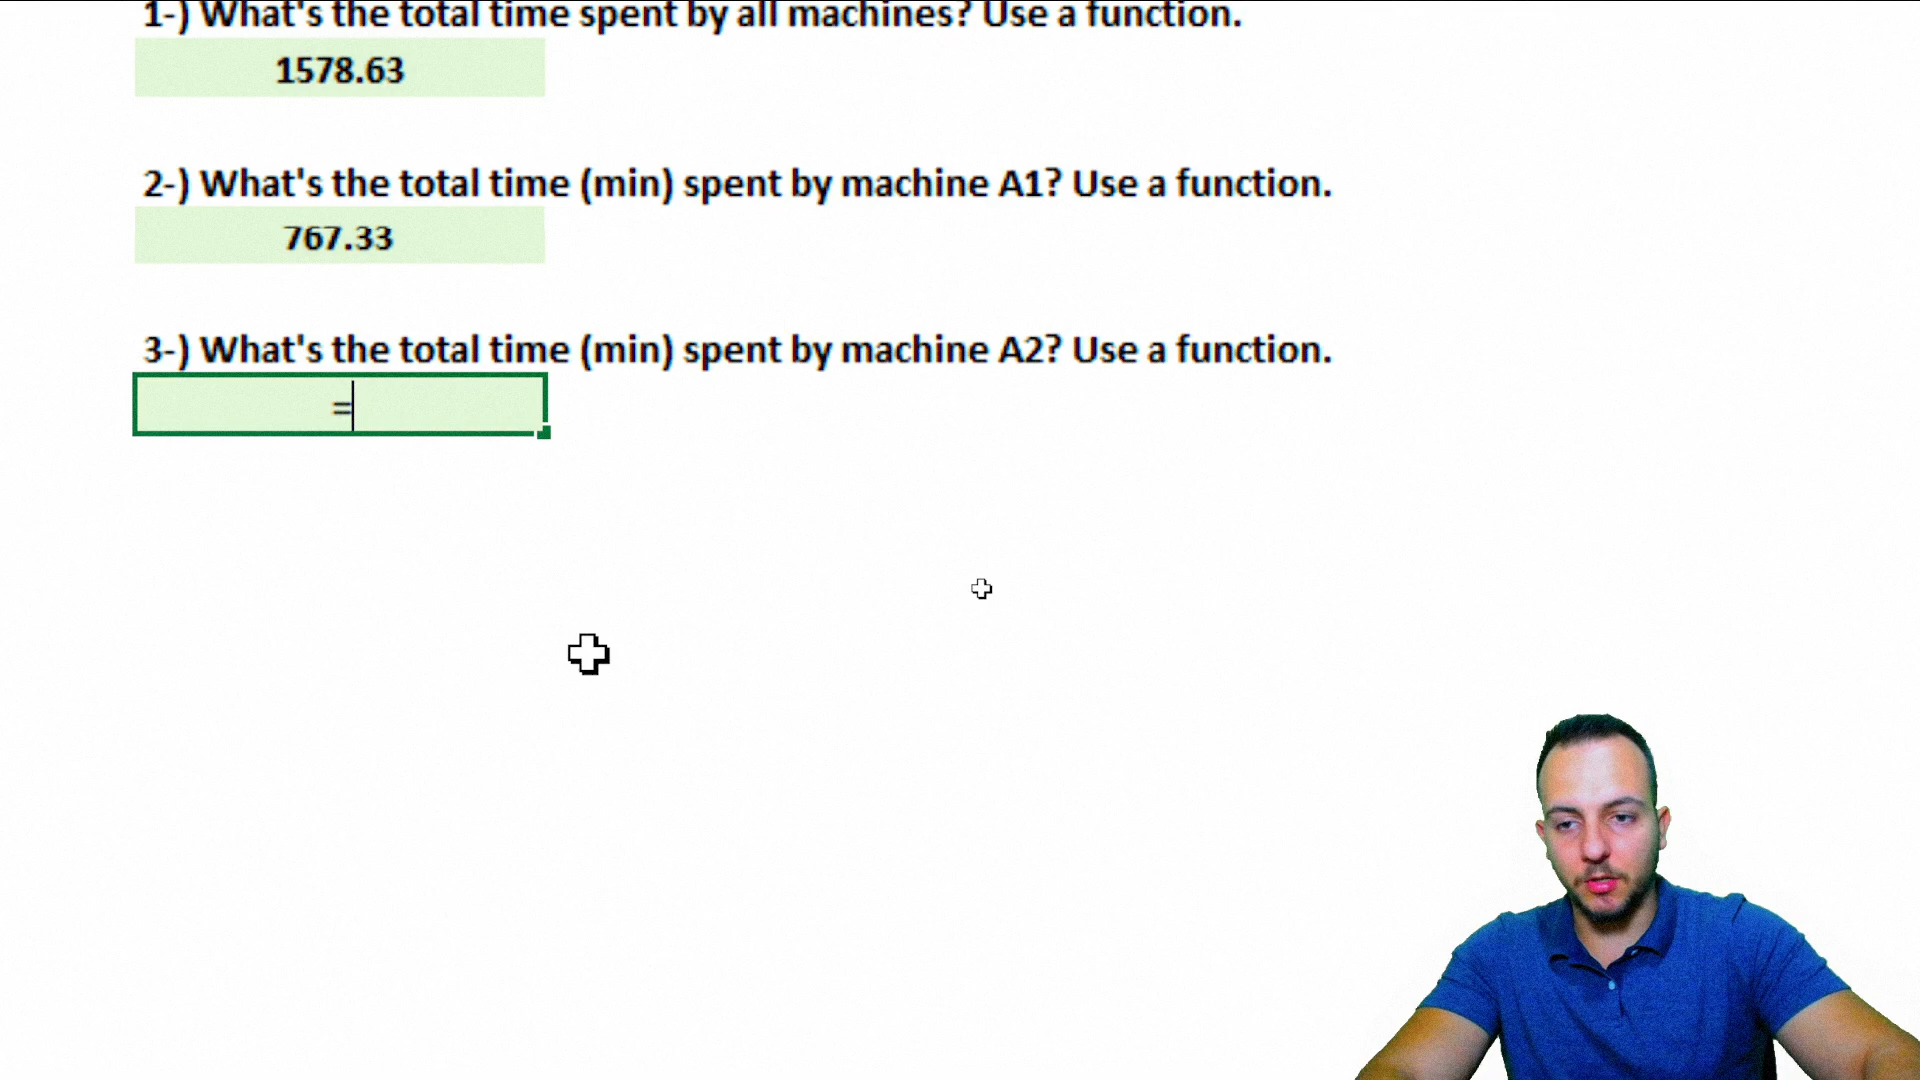 1-) What's the total time spent by all machines? Use a function.
1578.63
2-) What's the total time (min) spent by machine A1? Use a function.
767.33
3-) What's the total time (min) spent by machine A2? Use a function.
=